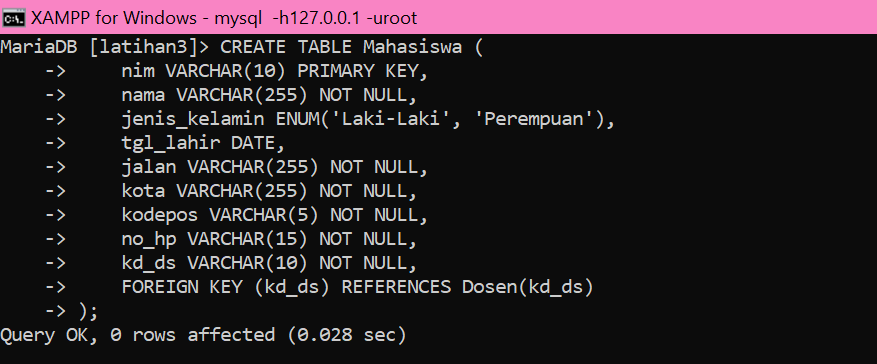 XAMPP for Windows - mysql  -h127.0.0.1 -uroot
MariaDB [latihan3]> CREATE TABLE Mahasiswa (
    ->     nim VARCHAR(10) PRIMARY KEY,
    ->     nama VARCHAR(255) NOT NULL,
    ->     jenis_kelamin ENUM('Laki-Laki', 'Perempuan'),
    ->     tgl_lahir DATE,
    ->     jalan VARCHAR(255) NOT NULL,
    ->     kota VARCHAR(255) NOT NULL,
    ->     kodepos VARCHAR(5) NOT NULL,
    ->     no_hp VARCHAR(15) NOT NULL,
    ->     kd_ds VARCHAR(10) NOT NULL,
    ->     FOREIGN KEY (kd_ds) REFERENCES Dosen(kd_ds)
    -> );
Query OK, 0 rows affected (0.028 sec)